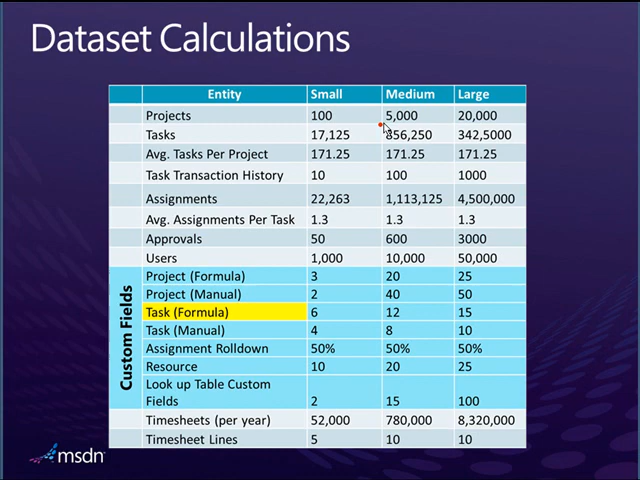 Dataset Calculations
Entity Small Medium Large
Projects 100 5,000 20,000
Tasks 17,125 856,250 342,5000
Avg. Tasks Per Project 171.25 171.25 171.25
Task Transaction History 10 100 1000
Assignments 22,263 1,113,125 4,500,000
Avg. Assignments Per Task 1.3 1.3 1.3
Approvals 50 600 3000
Users 1,000 10,000 50,000
Custom Fields
Project (Formula) 3 20 25
Project (Manual) 2 40 50
Task (Formula) 6 12 15
Task (Manual) 4 8 10
Assignment Rolldown 50% 50% 50%
Resource 10 20 25
Look up Table Custom
Fields 2 15 100
Timesheets (per year) 52,000 780,000 8,320,000
Timesheet Lines 5 10 10
msdn